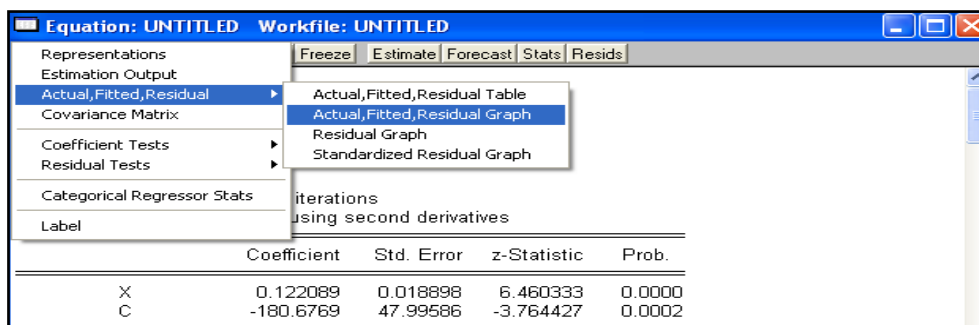 Equation: UNTITLED Workfile: UNTITLED
Freeze Estimate Forecast Stats Resids
Representations
Estimation Output
Actual,Fitted,Residual
Covariance Matrix
Coefficient Tests
Residual Tests
Categorical Regressor Stats
Label
Actual,Fitted,Residual Table
Actual,Fitted,Residual Graph
Residual Graph
Standardized Residual Graph
iterations
using second derivatives
Coefficient Std. Error z-Statistic Prob.
X 0.122089 0.018898 6.460333 0.0000
C -180.6769 47.99586 -3.764427 0.0002